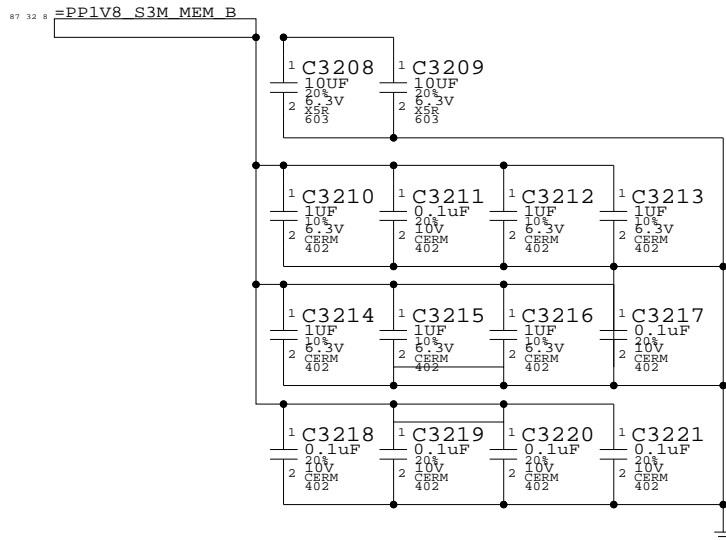 87 32 8 =PP1V8_S3M_MEM_B
1 C3208
10UF
20%
2 6.3V
X5R
603
1 C3209
10UF
20%
2 6.3V
X5R
603
1 C3210
1UF
10%
2 6.3V
CERM
402
1 C3211
0.1uF
20%
2 10V
CERM
402
1 C3212
1UF
10%
2 6.3V
CERM
402
1 C3213
1UF
10%
2 6.3V
CERM
402
1 C3214
1UF
10%
2 6.3V
CERM
402
1 C3215
1UF
10%
2 6.3V
CERM
402
1 C3216
1UF
10%
2 6.3V
CERM
402
1 C3217
0.1uF
20%
2 10V
CERM
402
1 C3218
0.1uF
20%
2 10V
CERM
402
1 C3219
0.1uF
20%
2 10V
CERM
402
1 C3220
0.1uF
20%
2 10V
CERM
402
1 C3221
0.1uF
20%
2 10V
CERM
402